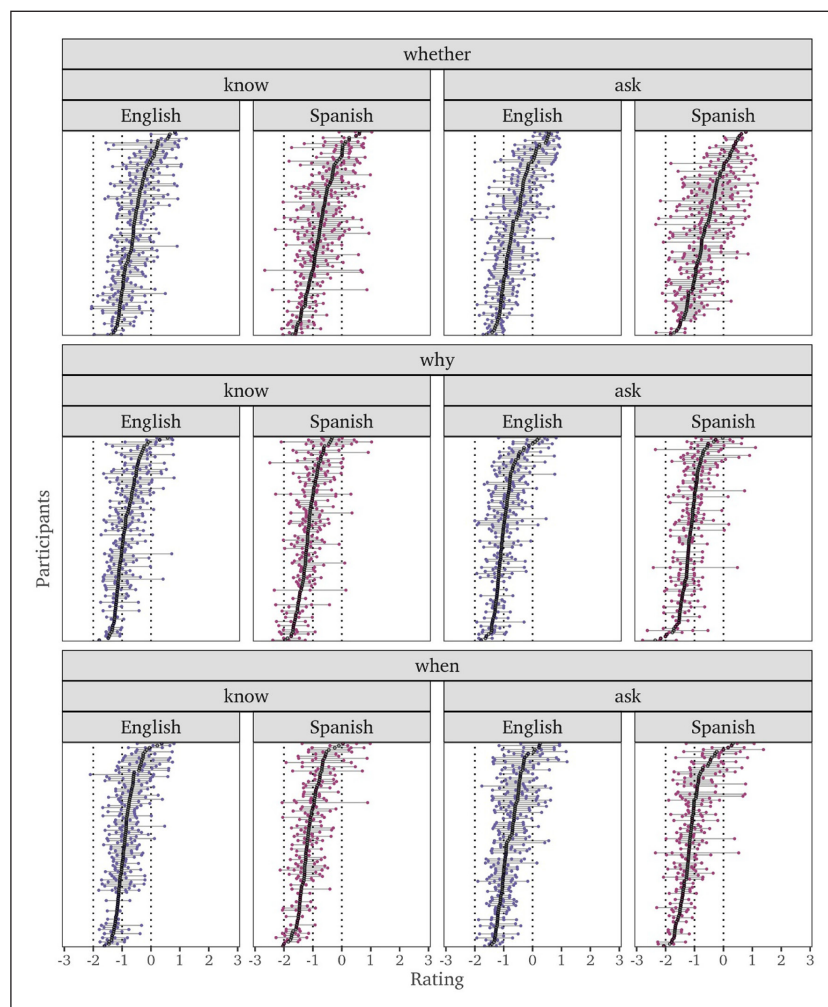 whether
know ask
English Spanish English Spanish
why
know ask
English Spanish English Spanish
Participants
when
know ask
English Spanish English Spanish
-3 -2 -1 0 1 2 3 -3 -2 -1 0 1 2 3 -3 -2 -1 0 1 2 3 -3 -2 -1 0 1 2 3
Rating